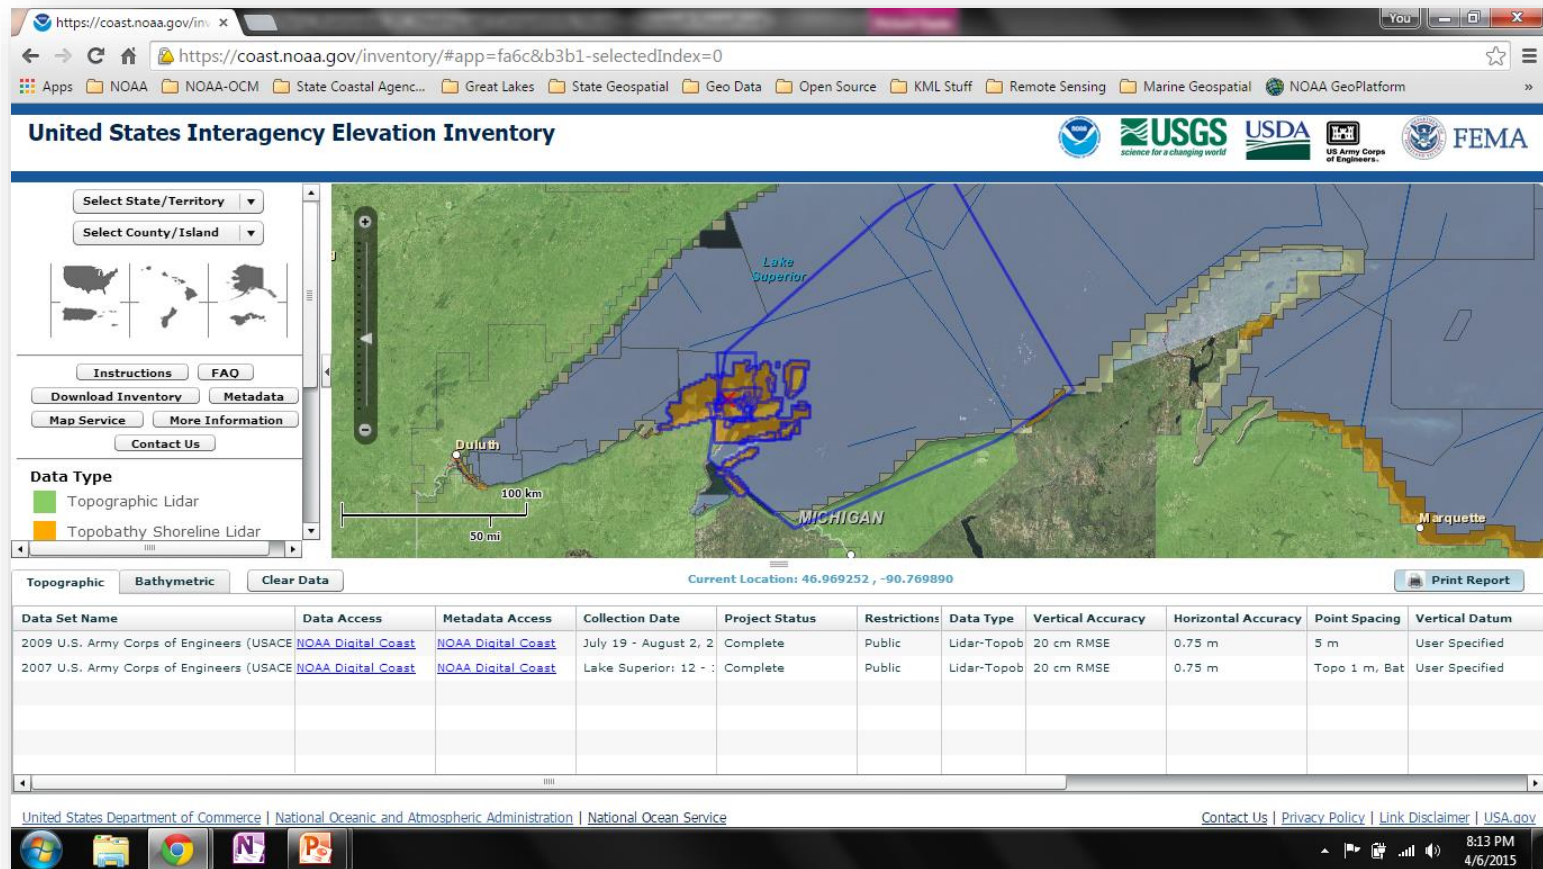 https://coast.noaa.gov/inv ×
You
https://coast.noaa.gov/inventory/#app=fa6c&b3b1-selectedIndex=0
Apps NOAA NOAA-OCM State Coastal Agenc... Great Lakes State Geospatial Geo Data Open Source KML Stuff Remote Sensing Marine Geospatial NOAA GeoPlatform »
United States Interagency Elevation Inventory
USGS science for a changing world
USDA
US Army Corps of Engineers®
FEMA
Select State/Territory
Select County/Island
Instructions FAQ
Download Inventory Metadata
Map Service More Information
Contact Us
Data Type
Topographic Lidar
Topobathy Shoreline Lidar
Lake
Superior
Duluth
100 km
50 mi
MICHIGAN
Marquette
Topographic Bathymetric Clear Data Current Location: 46.969252 , -90.769890 Print Report
Data Set Name Data Access Metadata Access Collection Date Project Status Restrictions Data Type Vertical Accuracy Horizontal Accuracy Point Spacing Vertical Datum
2009 U.S. Army Corps of Engineers (USACE NOAA Digital Coast NOAA Digital Coast July 19 - August 2, 2 Complete Public Lidar-Topob 20 cm RMSE 0.75 m 5 m User Specified
2007 U.S. Army Corps of Engineers (USACE NOAA Digital Coast NOAA Digital Coast Lake Superior: 12 - Complete Public Lidar-Topob 20 cm RMSE 0.75 m Topo 1 m, Bat User Specified
United States Department of Commerce | National Oceanic and Atmospheric Administration | National Ocean Service
Contact Us | Privacy Policy | Link Disclaimer | USA.gov
8:13 PM
4/6/2015